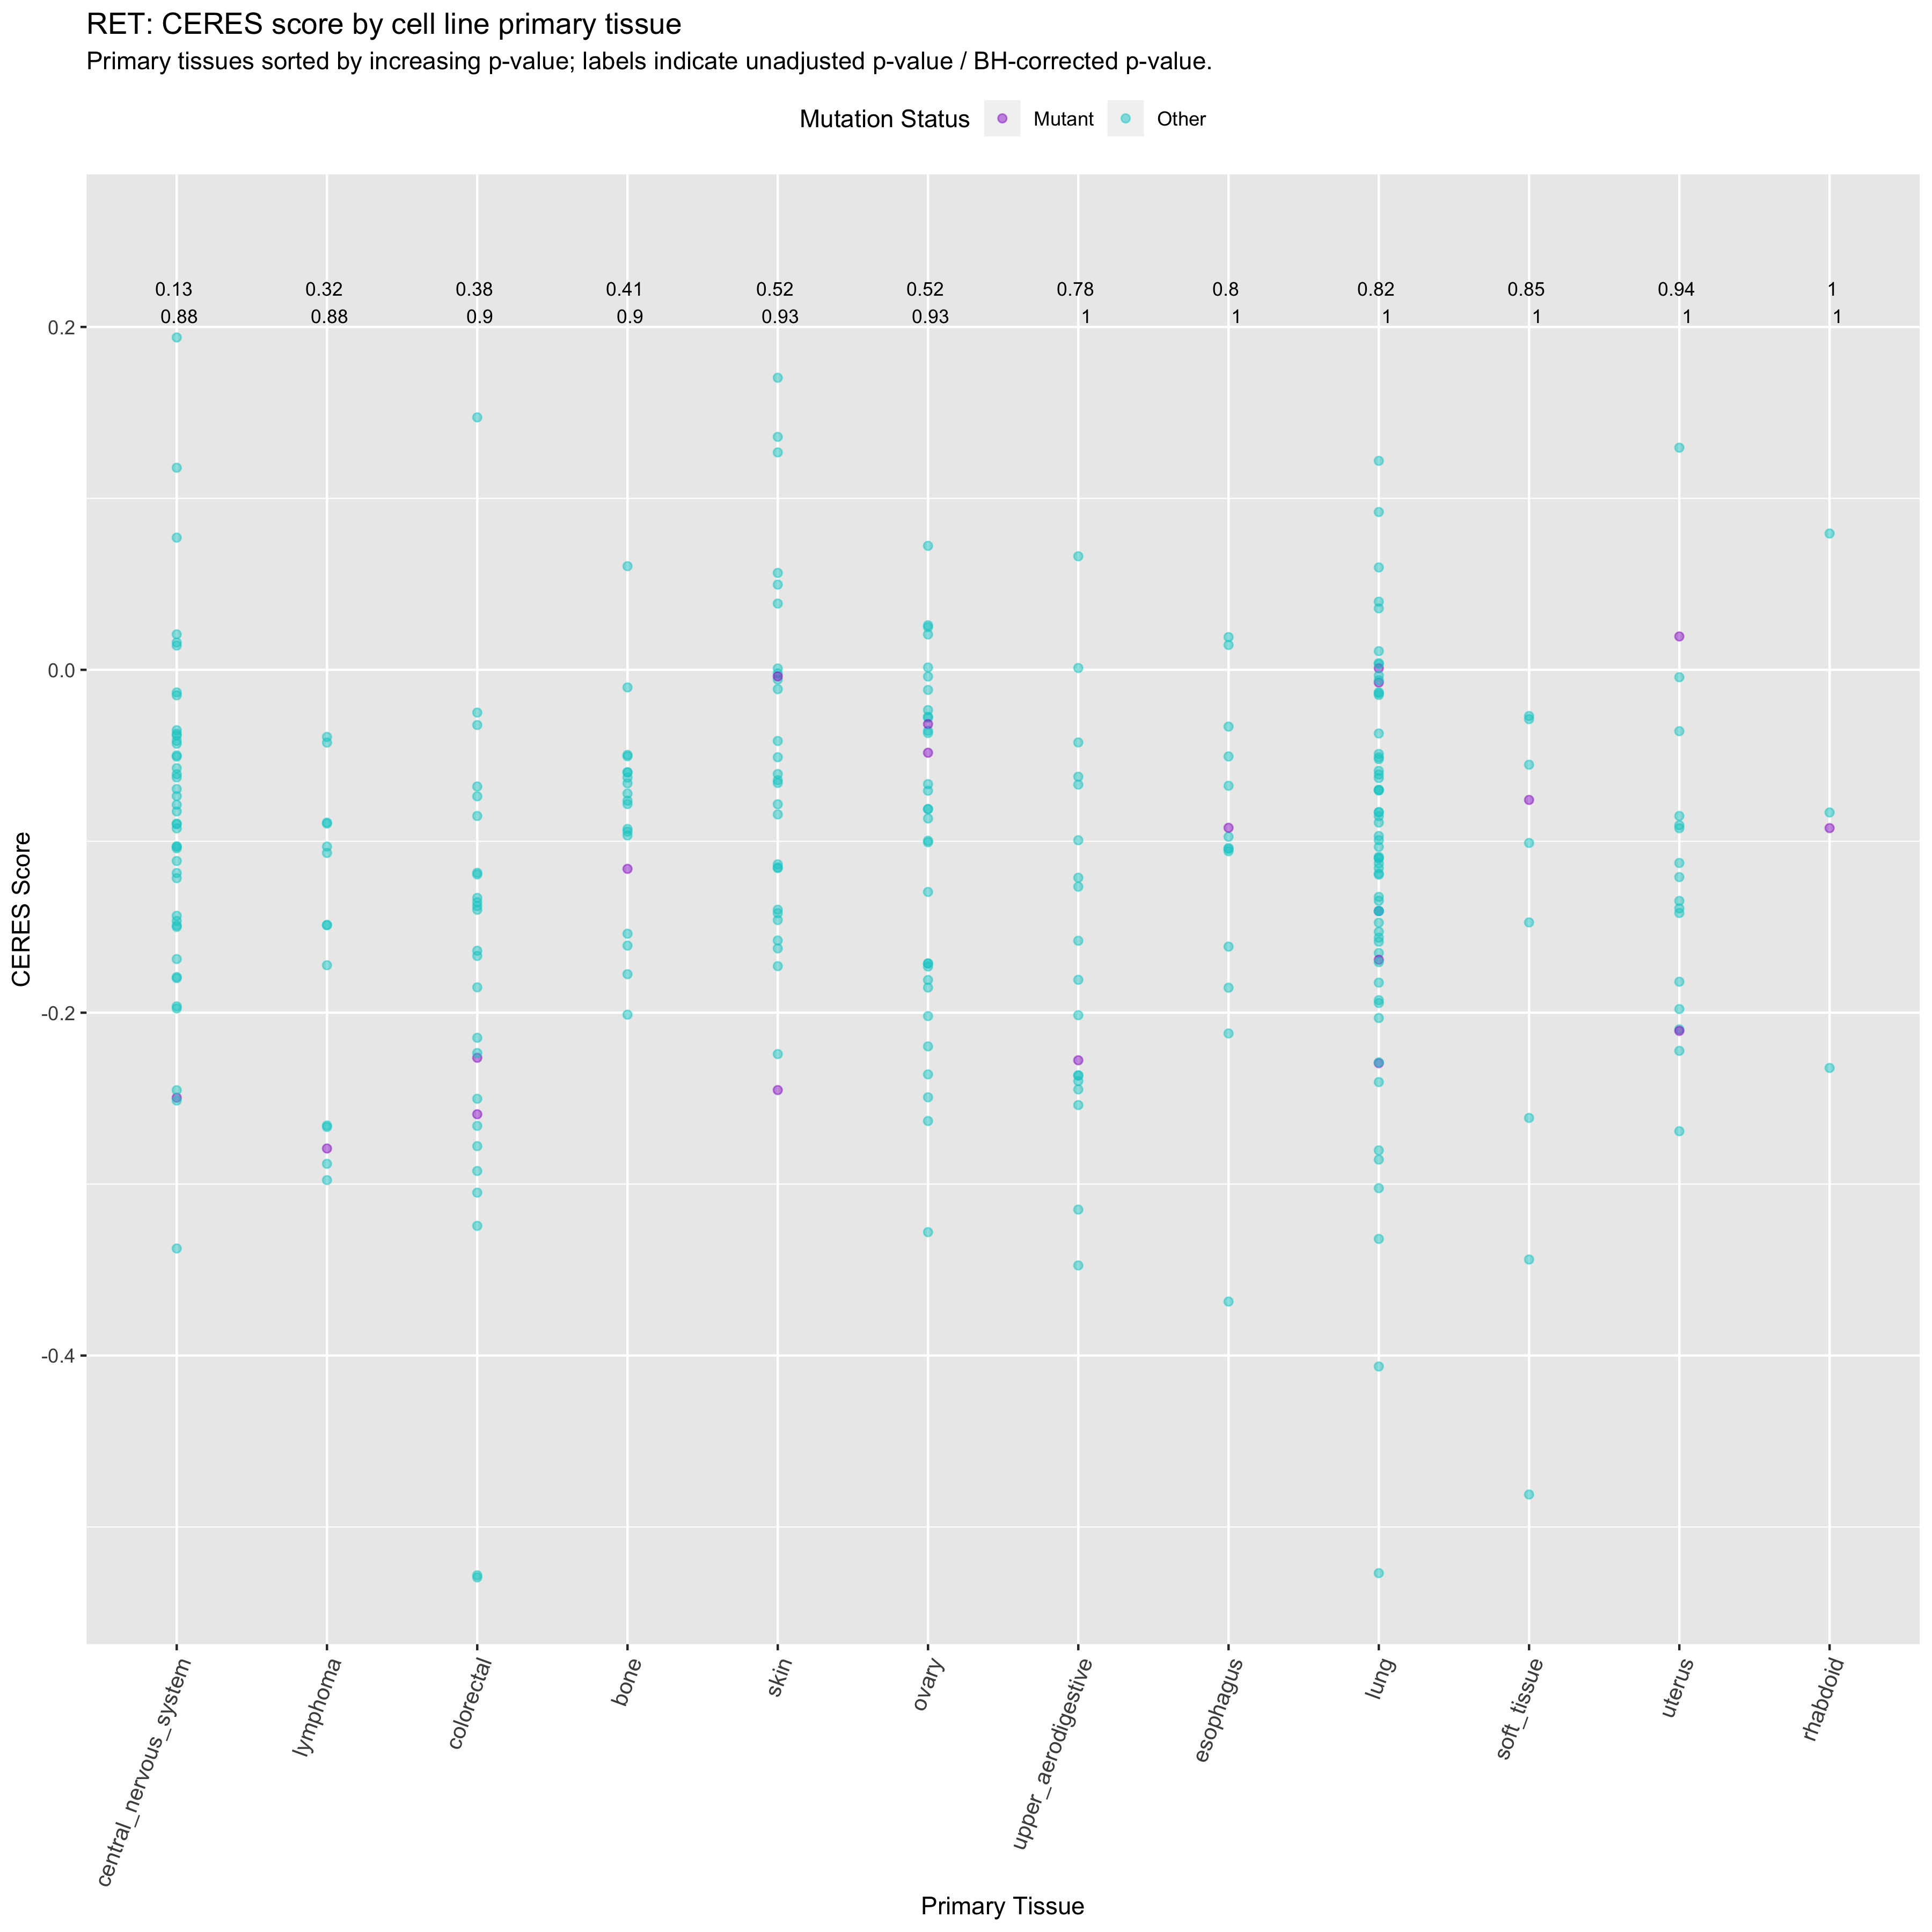 RET: CERES score by cell line primary tissue
Primary tissues sorted by increasing p-value; labels indicate unadjusted p-value / BH-corrected p-value.
Mutation Status Mutant Other
0.13 0.32 0.38 0.41 0.52 0.52 0.78 0.8 0.82 0.85 0.94 1
0.88 0.88 0.9 0.9 0.93 0.93 1 1 1 1 1 1
0.2
0.0
-0.2
-0.4
CERES Score
central_nervous_system
lymphoma
colorectal
bone
skin
ovary
upper_aerodigestive
esophagus
lung
soft_tissue
uterus
rhabdoid
Primary Tissue